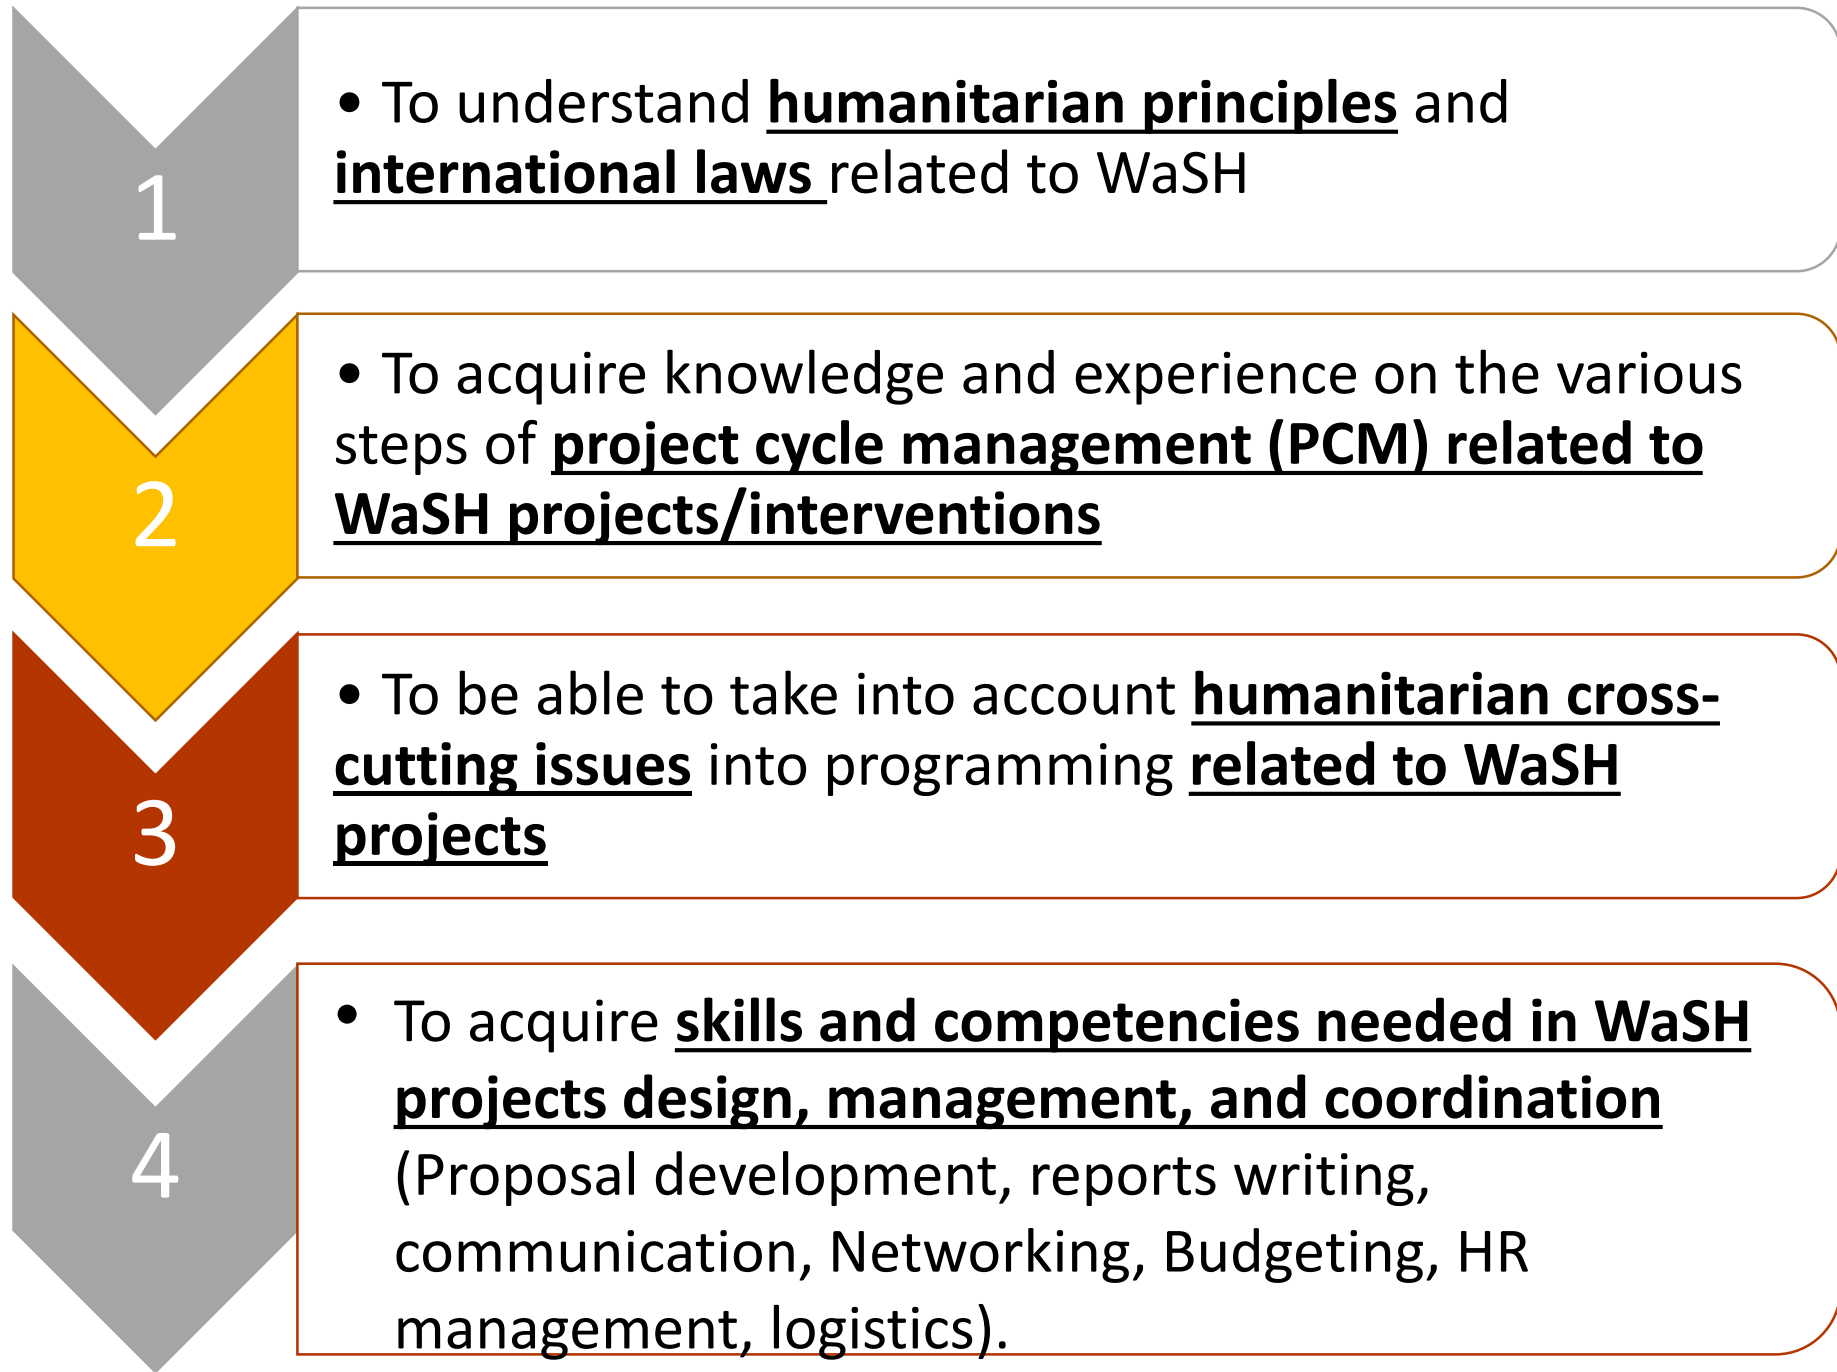 1
• To understand humanitarian principles and
international laws related to WaSH
2
• To acquire knowledge and experience on the various
steps of project cycle management (PCM) related to
WaSH projects/interventions
3
• To be able to take into account humanitarian cross-
cutting issues into programming related to WaSH
projects
4
• To acquire skills and competencies needed in WaSH
projects design, management, and coordination
(Proposal development, reports writing,
communication, Networking, Budgeting, HR
management, logistics).